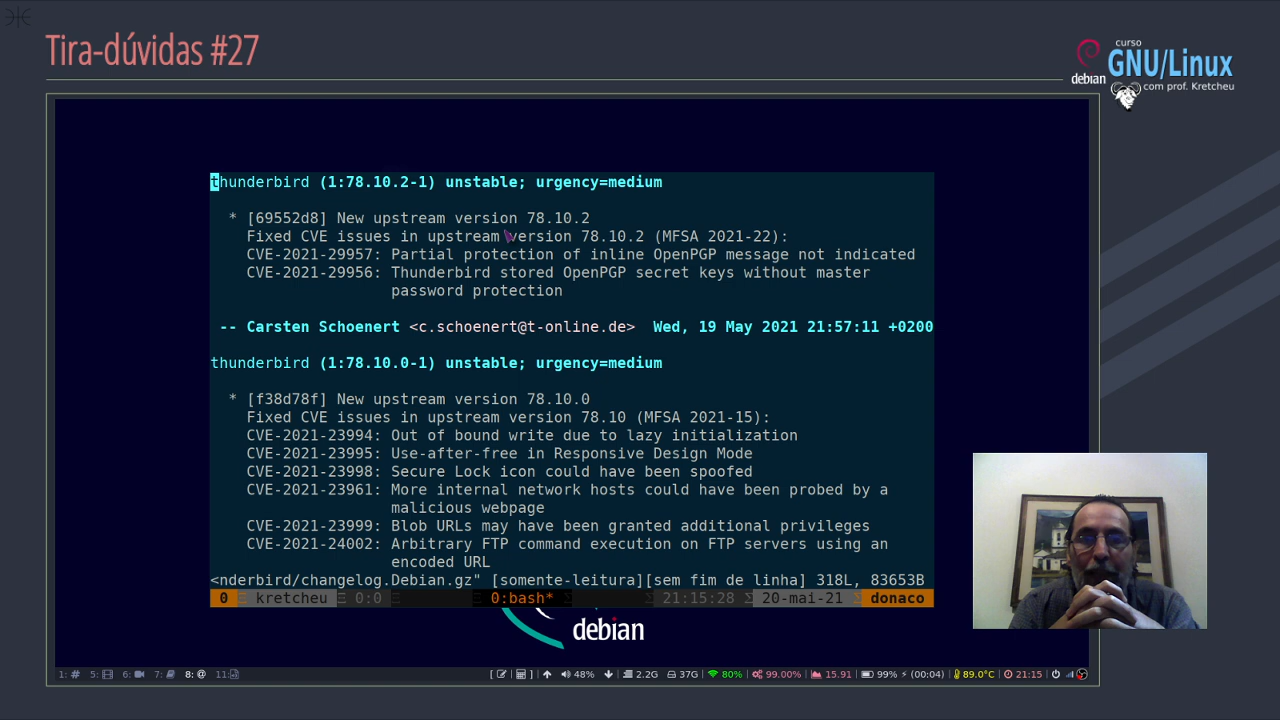 Tira-dúvidas #27
curso
GNU/Linux
debian
com prof. Kretcheu
thunderbird (1:78.10.2-1) unstable; urgency=medium
* [69552d8] New upstream version 78.10.2
Fixed CVE issues in upstream version 78.10.2 (MFSA 2021-22):
CVE-2021-29957: Partial protection of inline OpenPGP message not indicated
CVE-2021-29956: Thunderbird stored OpenPGP secret keys without master
password protection
-- Carsten Schoenert <c.schoenert@t-online.de>  Wed, 19 May 2021 21:57:11 +0200
thunderbird (1:78.10.0-1) unstable; urgency=medium
* [f38d78f] New upstream version 78.10.0
Fixed CVE issues in upstream version 78.10 (MFSA 2021-15):
CVE-2021-23994: Out of bound write due to lazy initialization
CVE-2021-23995: Use-after-free in Responsive Design Mode
CVE-2021-23998: Secure Lock icon could have been spoofed
CVE-2021-23961: More internal network hosts could have been probed by a
malicious webpage
CVE-2021-23999: Blob URLs may have been granted additional privileges
CVE-2021-24002: Arbitrary FTP command execution on FTP servers using an
encoded URL
<nderbird/changelog.Debian.gz" [somente-leitura][sem fim de linha] 318L, 83653B
0 kretcheu 0:0 0:bash* 21:15:28 20-mai-21 donaco
debian
1: # 5: 6: 7: 8: @ 11: [ ] 48% 2.2G 37G 80% 99.00% 15.91 99% (00:04) 89.0°C 21:15